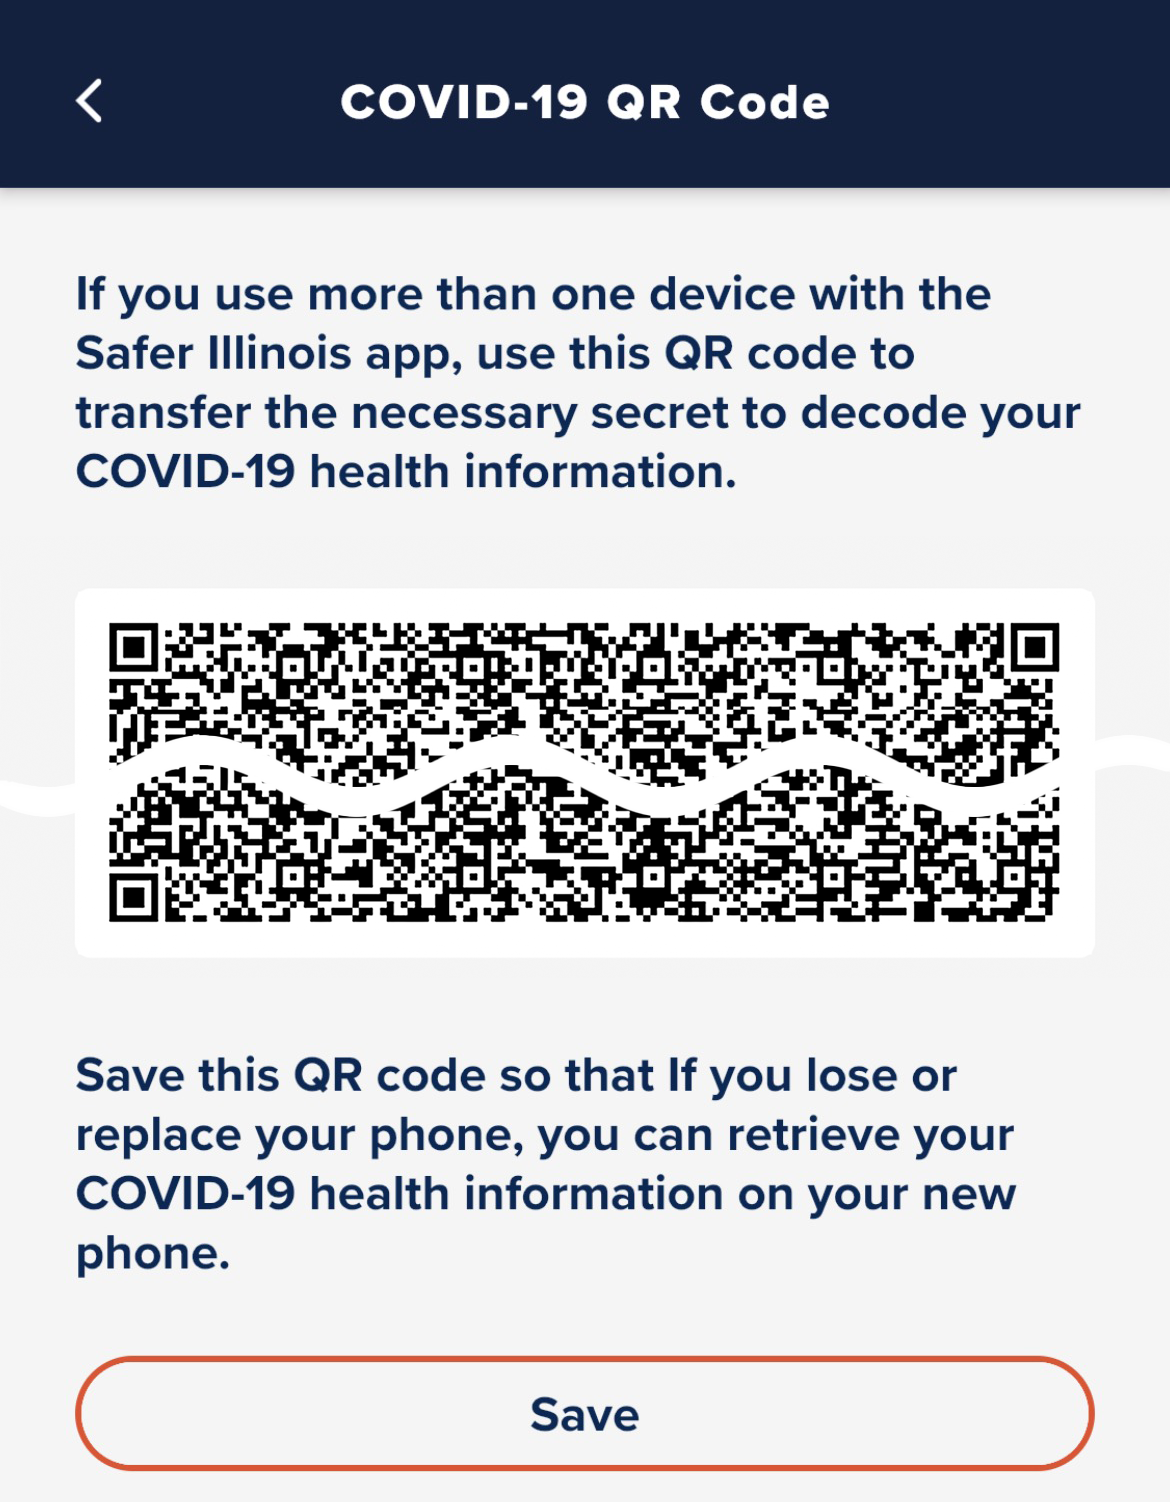 COVID-19 QR Code
If you use more than one device with the
Safer Illinois app, use this QR code to
transfer the necessary secret to decode your
COVID-19 health information.
Save this QR code so that If you lose or
replace your phone, you can retrieve your
COVID-19 health information on your new
phone.
Save